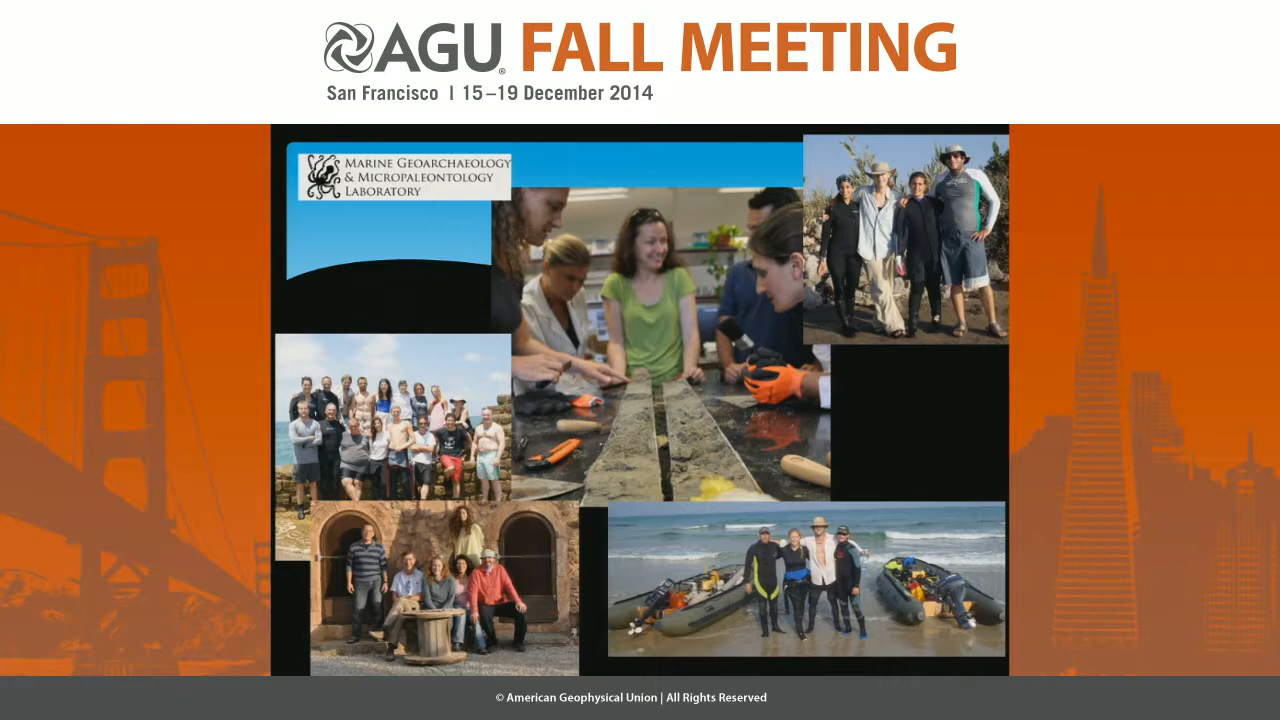 AGU® FALL MEETING
San Francisco | 15–19 December 2014
MARINE GEOARCHAEOLOGY
& MICROPALEONTOLOGY
LABORATORY
© American Geophysical Union | All Rights Reserved